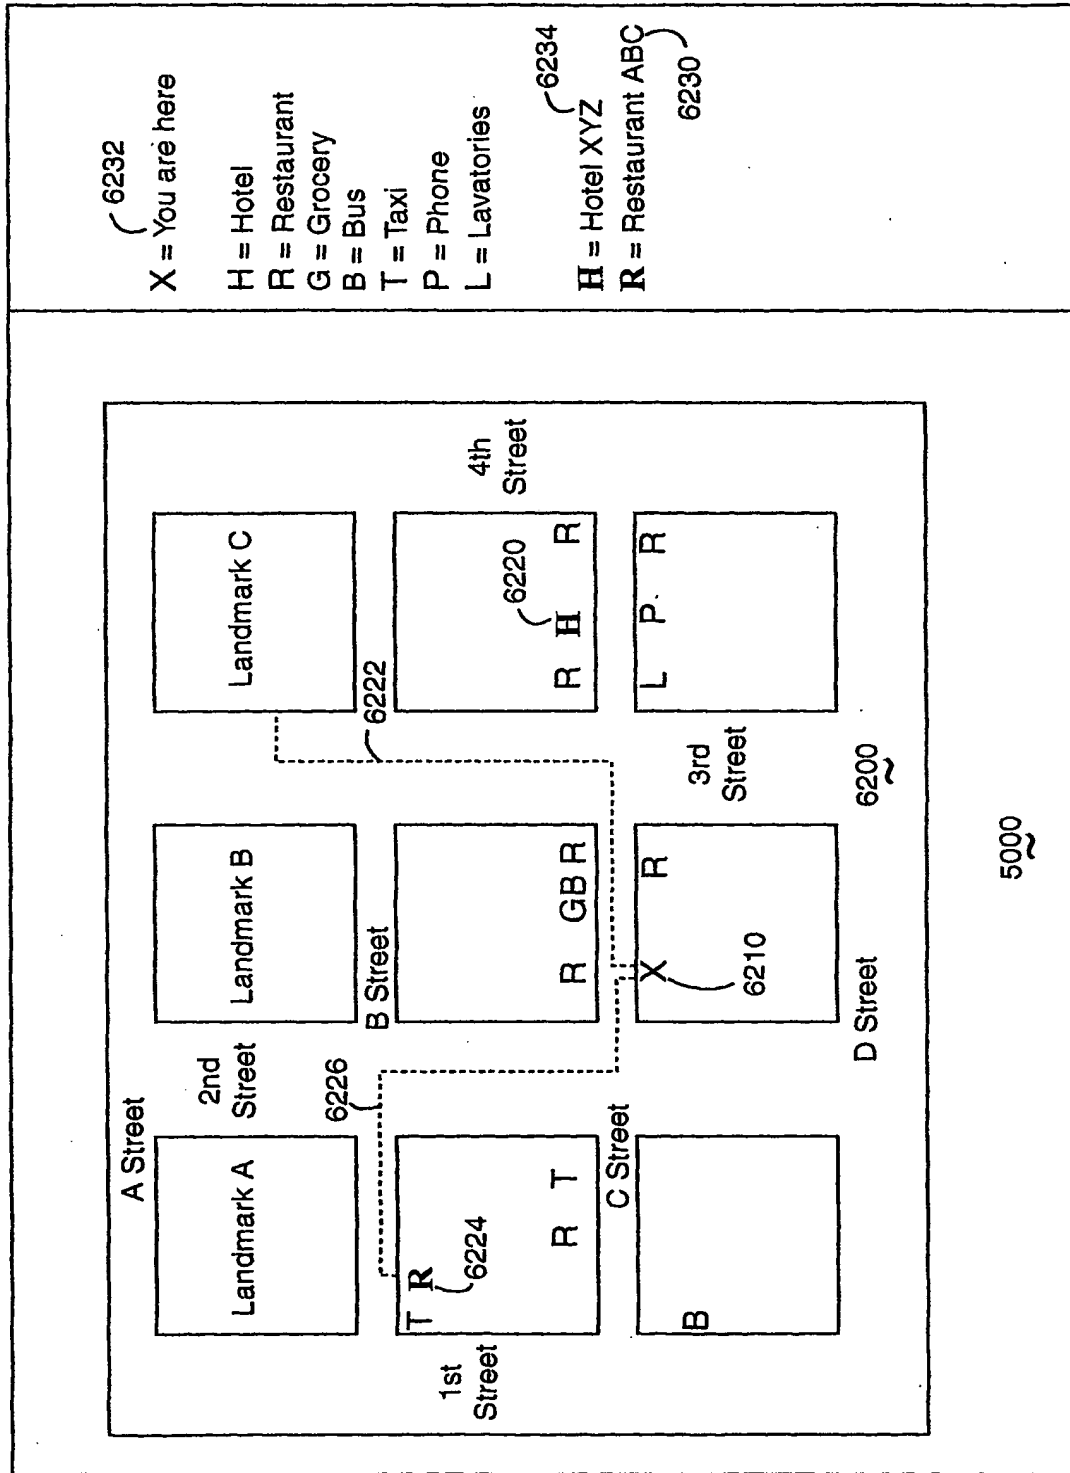 A Street
Landmark A
2nd
Street
Landmark B
Landmark C
6226
B Street
6222
1st
Street
T R
6224
R T
R GB R
6220
R H R
4th
Street
C Street
B
X R
6210
3rd
Street
L P R
D Street
6200
5000
6232
X = You are here
H = Hotel
R = Restaurant
G = Grocery
B = Bus
T = Taxi
P = Phone
L = Lavatories
6234
H = Hotel XYZ
R = Restaurant ABC
6230